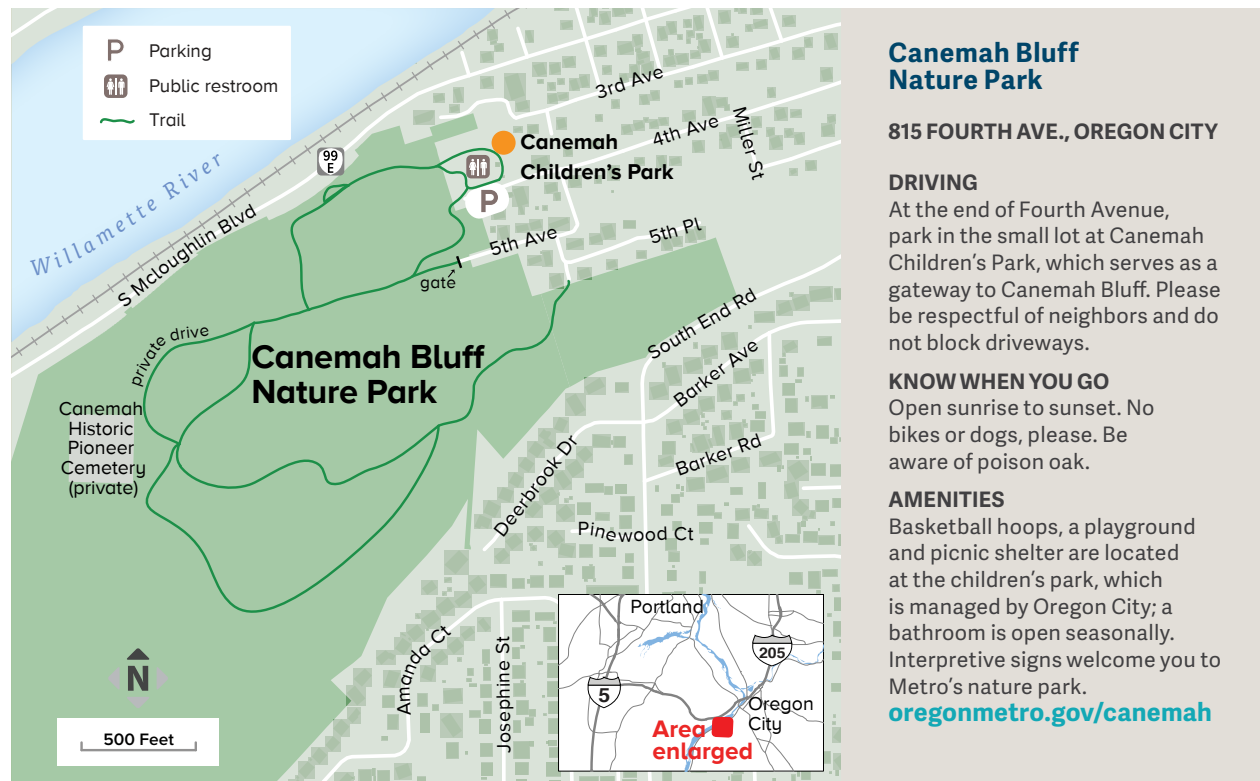 P Parking
Public restroom
Trail
Willamette River
99
E
S Mcloughlin Blvd
3rd Ave
4th Ave
Miller St
Canemah
Children's Park
P
5th Ave
5th Pl
gate
South End Rd
Barker Ave
Barker Rd
private drive
Canemah Bluff
Nature Park
Canemah
Historic
Pioneer
Cemetery
(private)
Deerbrook Dr
Pinewood Ct
Amanda Ct
Josephine St
N
500 Feet
Portland
205
5
Oregon
City
Area
enlarged
Canemah Bluff
Nature Park
815 FOURTH AVE., OREGON CITY
DRIVING
At the end of Fourth Avenue,
park in the small lot at Canemah
Children's Park, which serves as a
gateway to Canemah Bluff. Please
be respectful of neighbors and do
not block driveways.
KNOW WHEN YOU GO
Open sunrise to sunset. No
bikes or dogs, please. Be
aware of poison oak.
AMENITIES
Basketball hoops, a playground
and picnic shelter are located
at the children's park, which
is managed by Oregon City; a
bathroom is open seasonally.
Interpretive signs welcome you to
Metro's nature park.
oregonmetro.gov/canemah